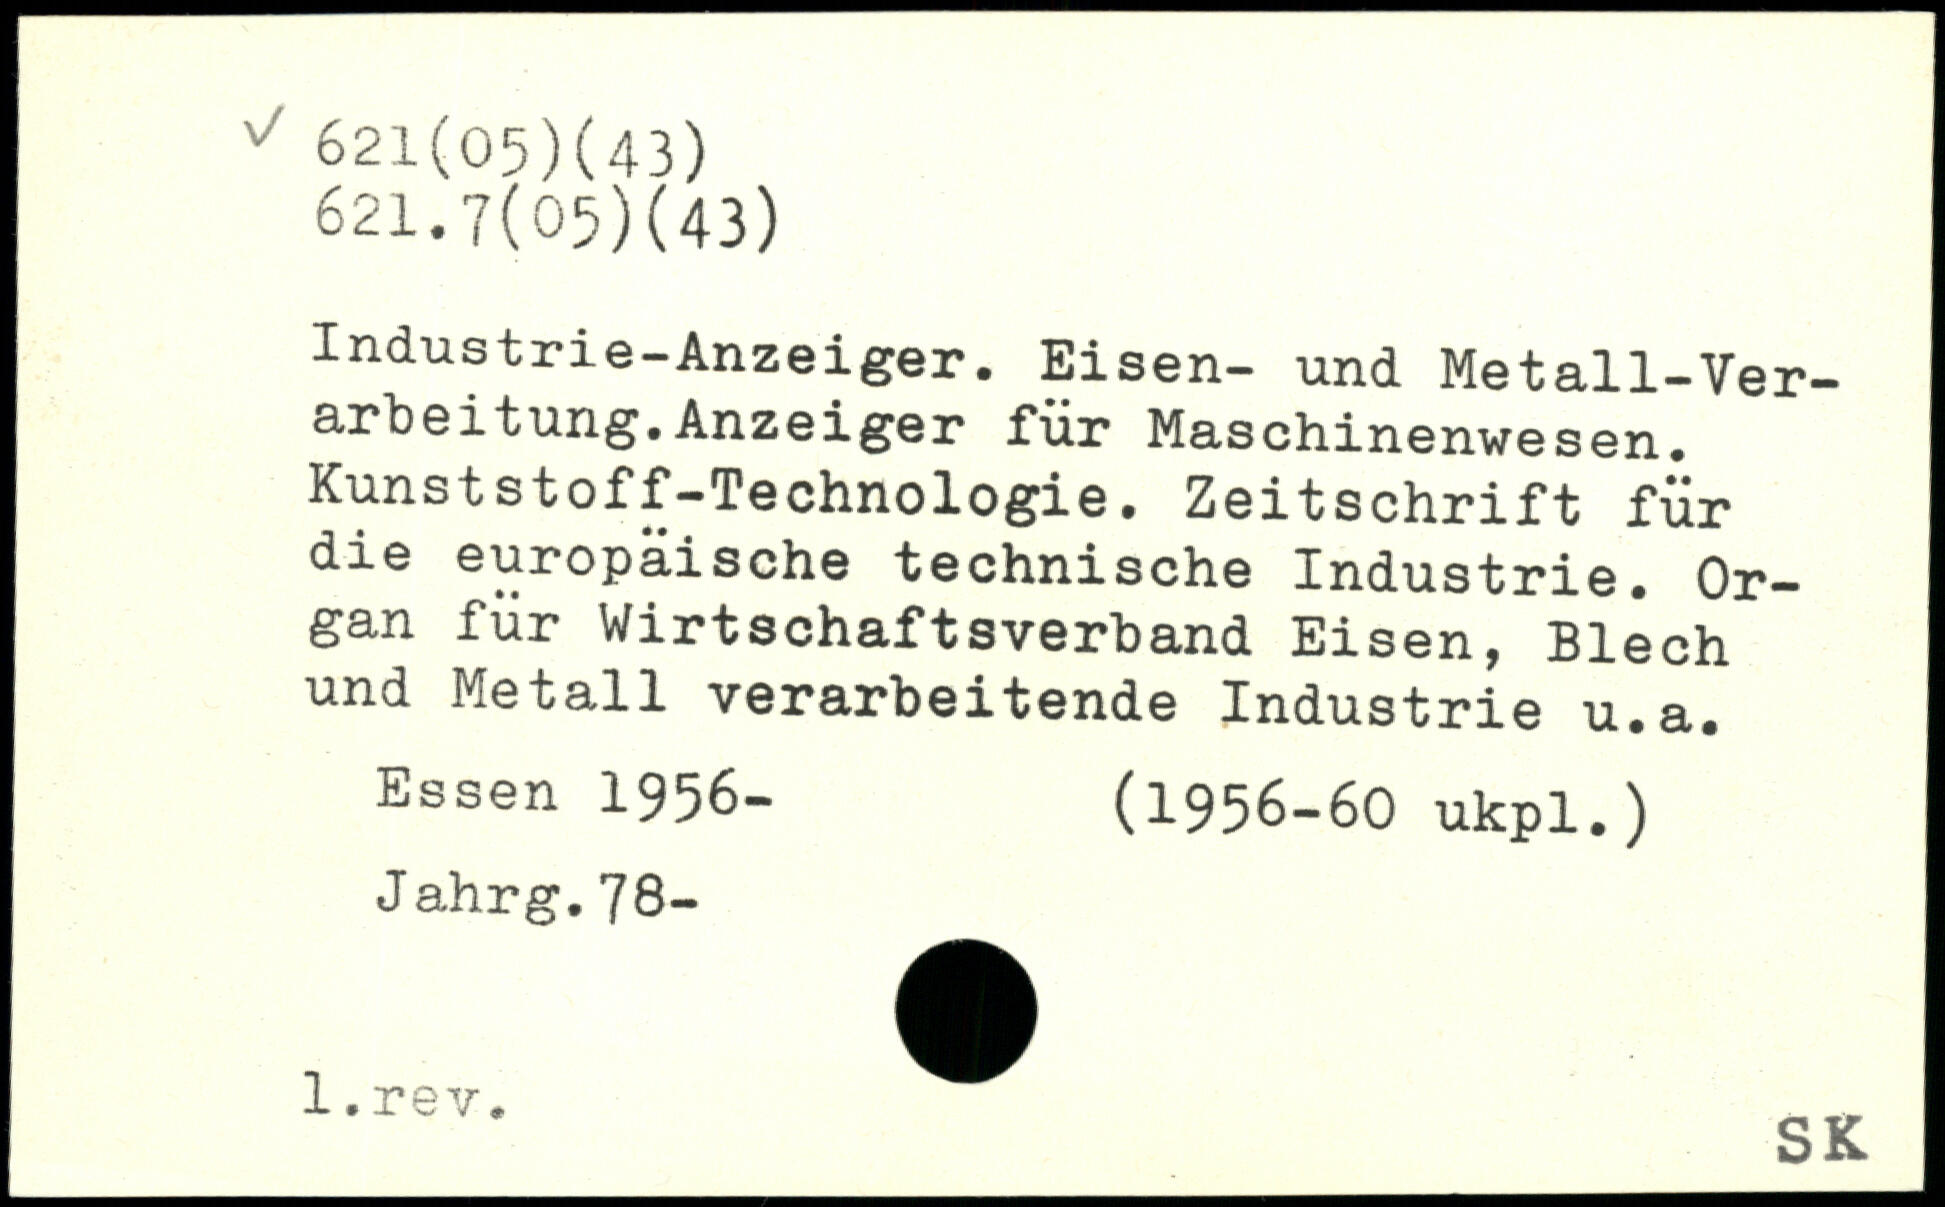 ✓ 621(05)(43)
621.7(05)(43)
Industrie-Anzeiger. Eisen- und Metall-Ver-
arbeitung.Anzeiger für Maschinenwesen.
Kunststoff-Technologie. Zeitschrift für
die europäische technische Industrie. Or-
gan für Wirtschaftsverband Eisen, Blech
und Metall verarbeitende Industrie u.a.
Essen 1956- (1956-60 ukpl.)
Jahrg.78-
1.rev.
SK